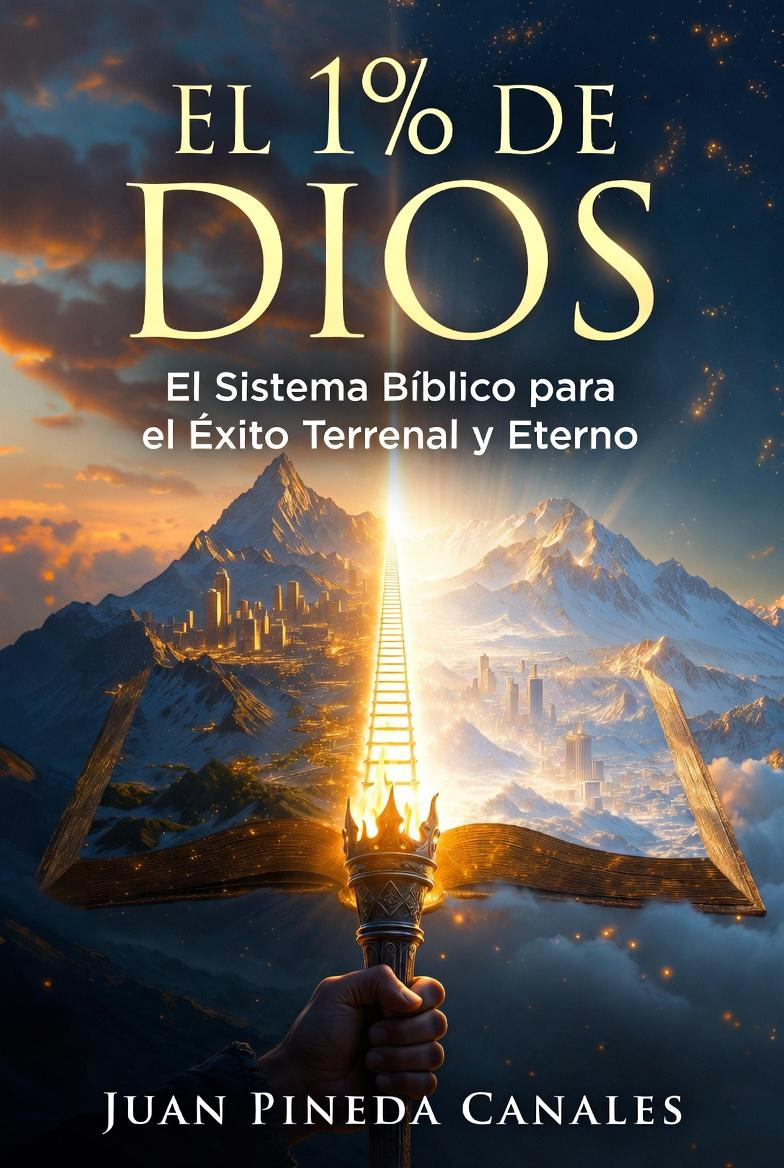 EL 1% DE
DIOS
El Sistema Bíblico para
el Éxito Terrenal y Eterno
JUAN PINEDA CANALES